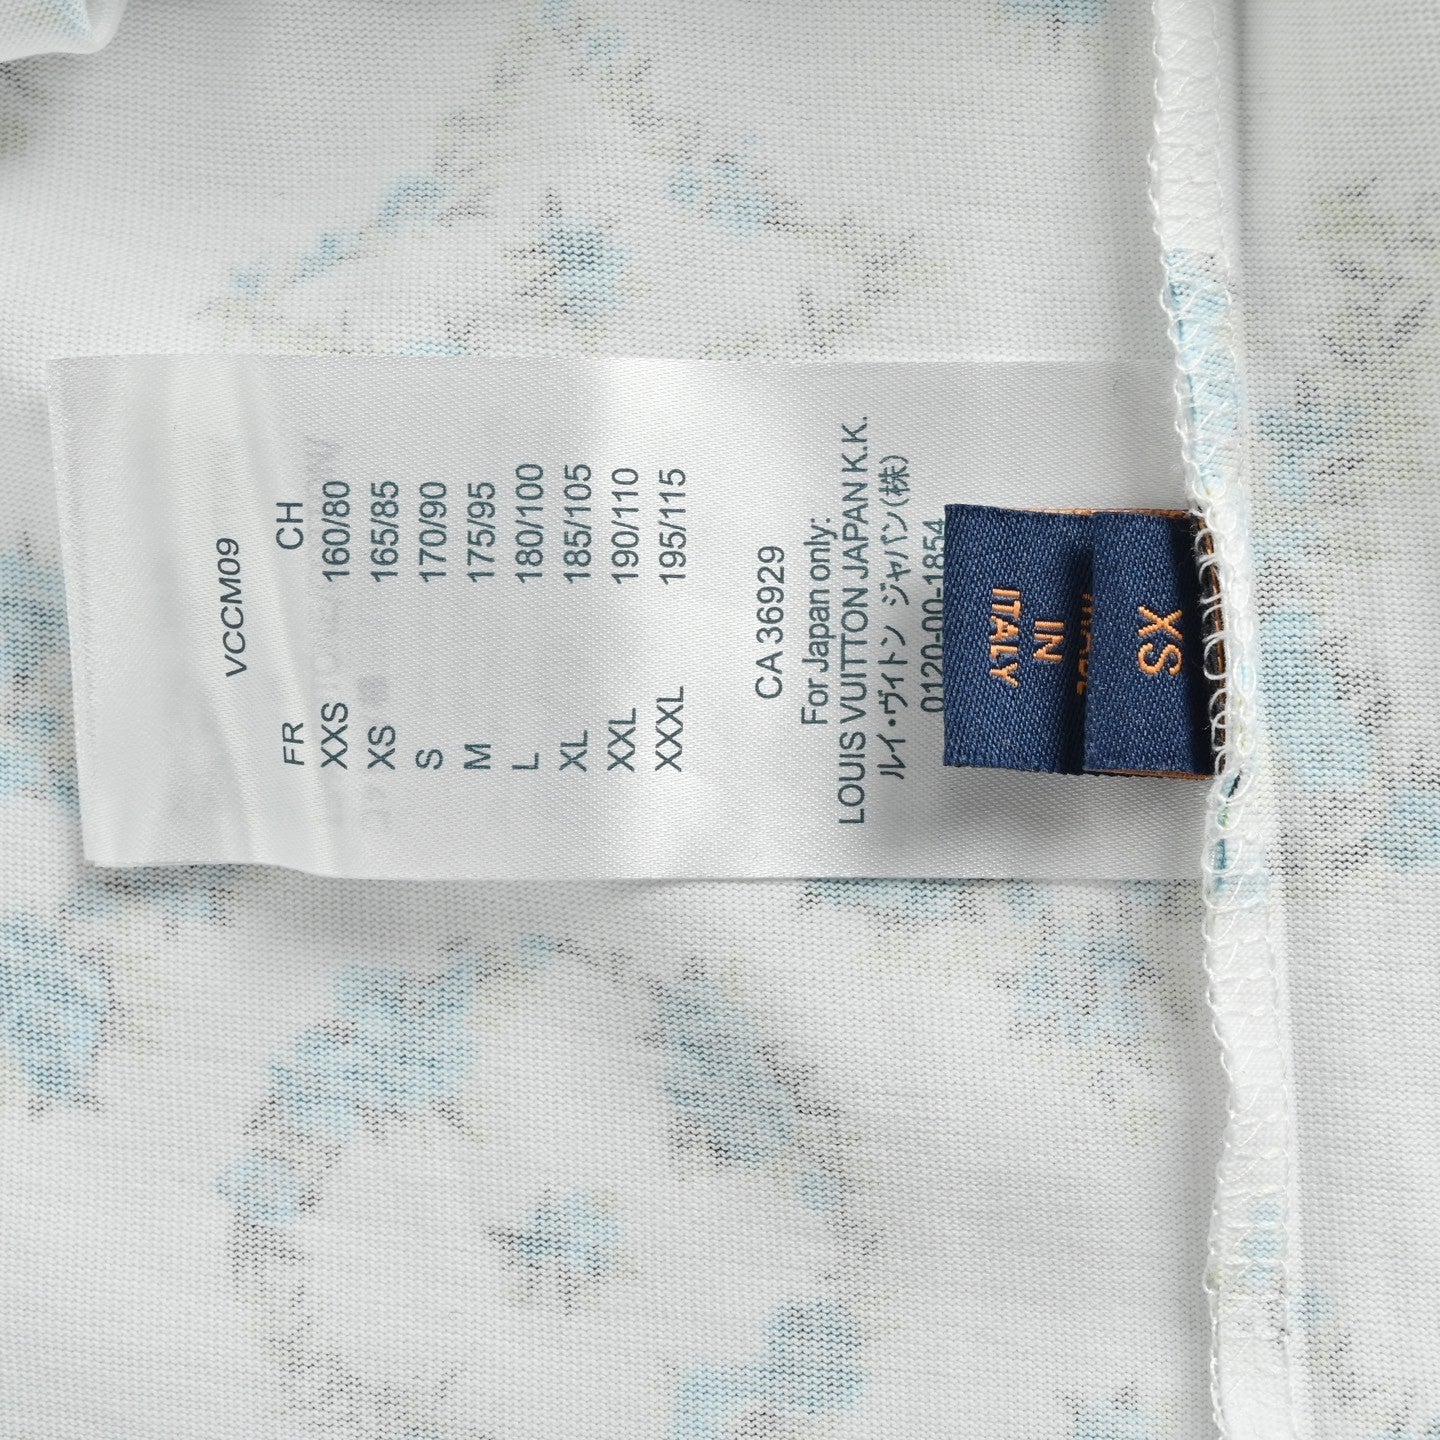 VCCM09
FR CH
XXS 160/80
XS 165/85
S 170/90
M 175/95
L 180/100
XL 185/105
XXL 190/110
XXXL 195/115
CA 36929
For Japan only:
LOUIS VUITTON JAPAN K.K.
ルイ・ヴィトン ジャパン(株)
0120-00-1854
XS
MADE
IN
ITALY